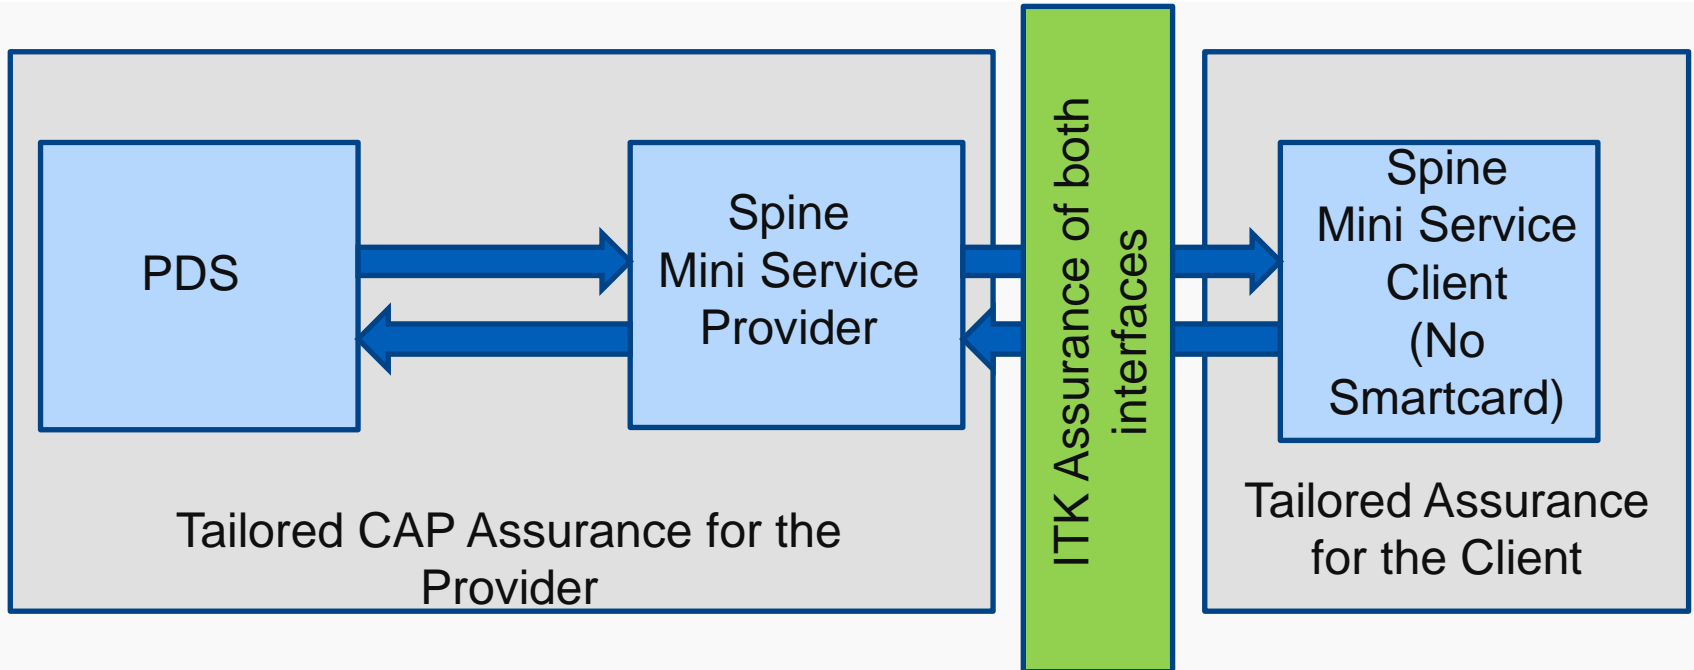 PDS
Spine
Mini Service
Provider
Tailored CAP Assurance for the
Provider
ITK Assurance of both
interfaces
Spine
Mini Service
Client
(No
Smartcard)
Tailored Assurance
for the Client